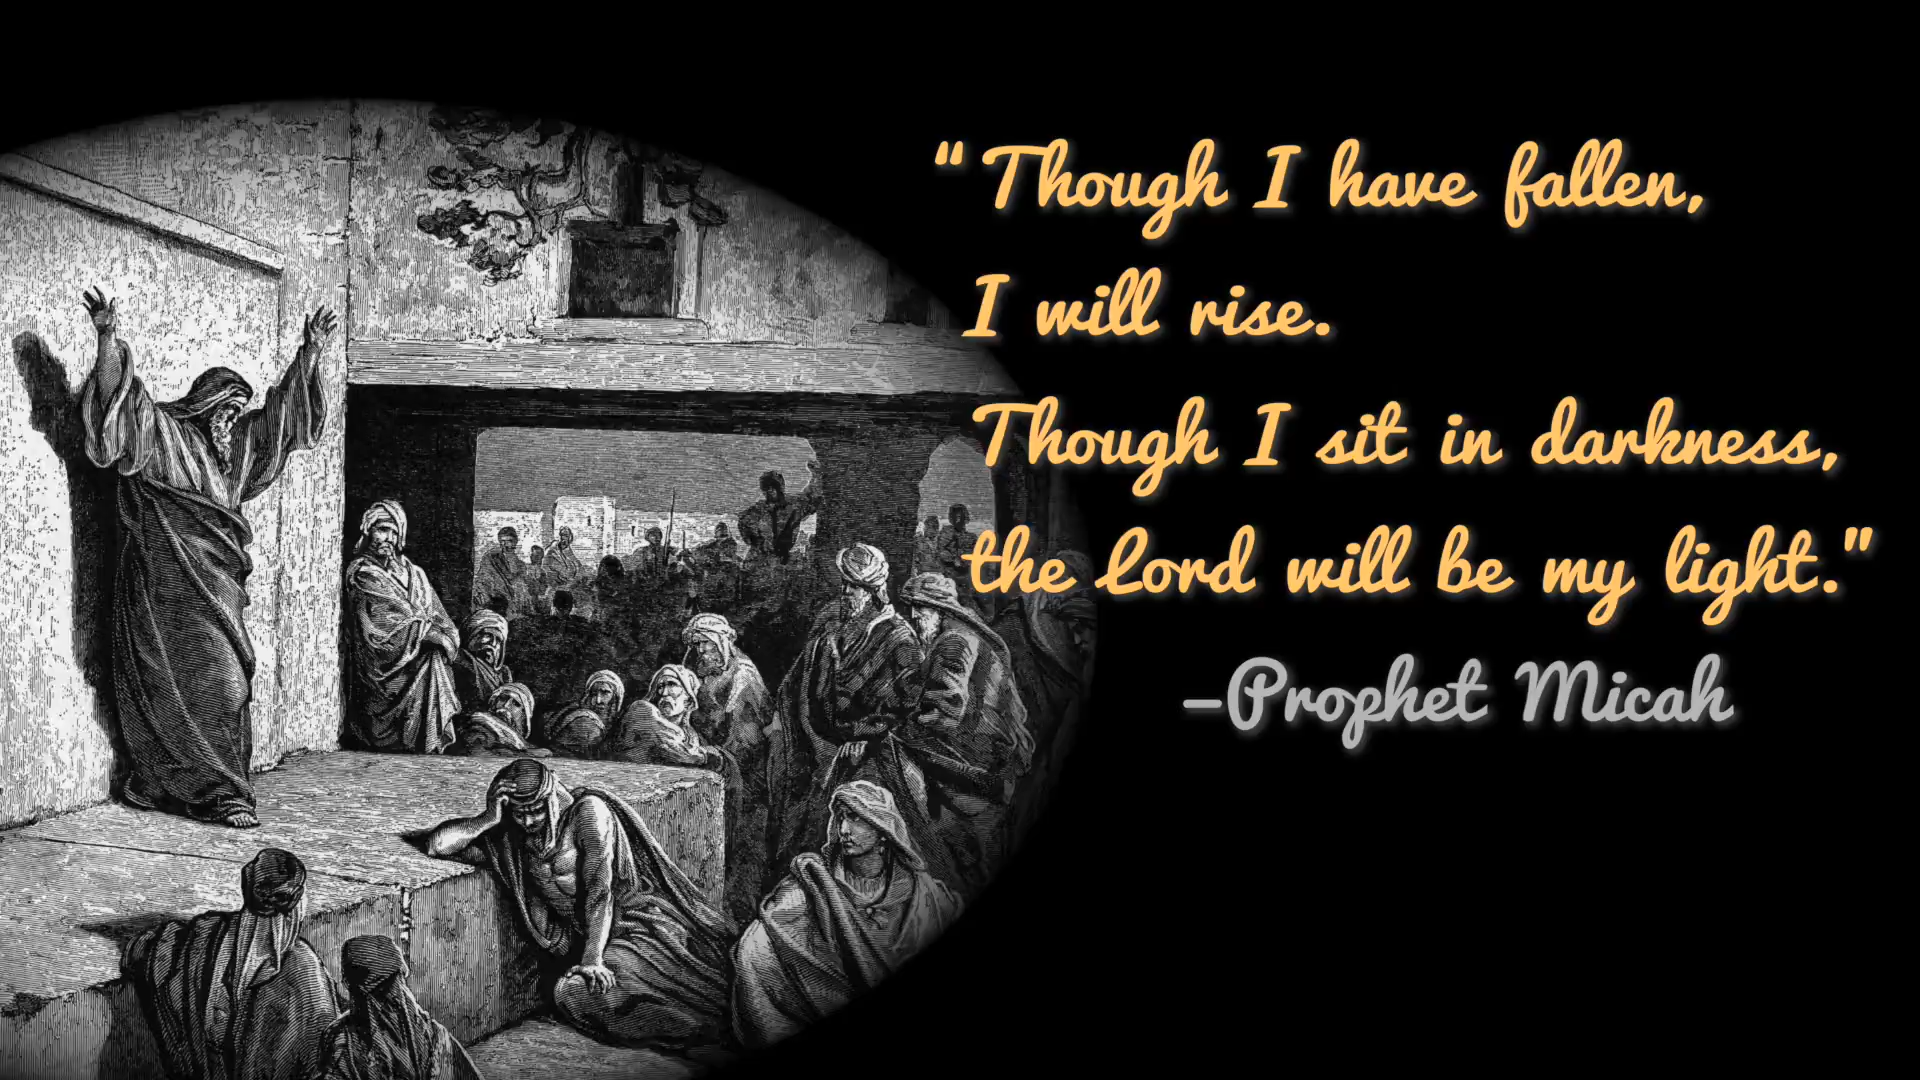 “Though I have fallen,
I will rise.
Though I sit in darkness,
the Lord will be my light.”
–Prophet Micah